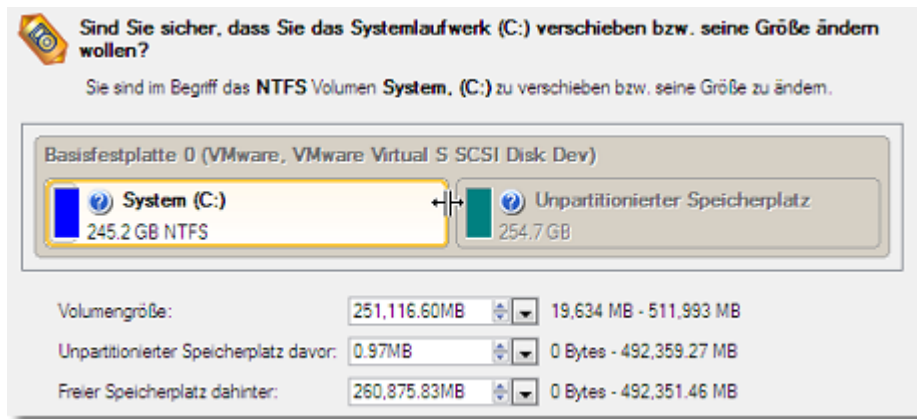 Sind Sie sicher, dass Sie das Systemlaufwerk (C:) verschieben bzw. seine Größe ändern
wollen?
Sie sind im Begriff das NTFS Volumen System, (C:) zu verschieben bzw. seine Größe zu ändern.
Basisfestplatte 0 (VMware, VMware Virtual S SCSI Disk Dev)
System (C:)
245.2 GB NTFS
Unpartitionierter Speicherplatz
254.7 GB
Volumengröße: 251,116.60MB 19,634 MB - 511,993 MB
Unpartitionierter Speicherplatz davor: 0.97MB 0 Bytes - 492,359.27 MB
Freier Speicherplatz dahinter: 260,875.83MB 0 Bytes - 492,351.46 MB